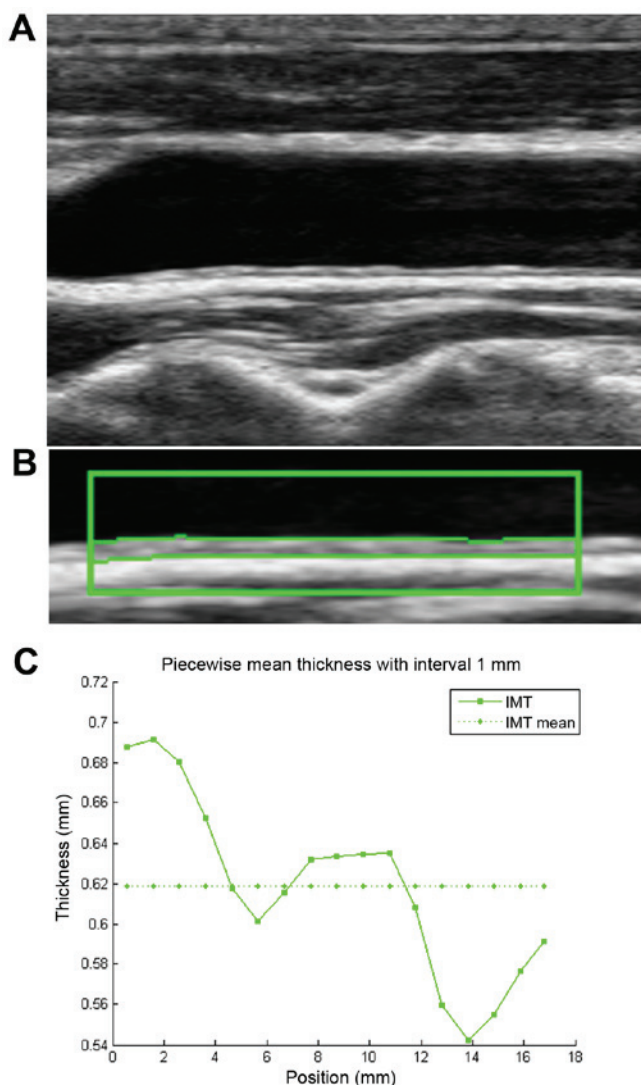 A
B
C
Piecewise mean thickness with interval 1 mm
0.72
0.7
0.68
0.66
0.64
0.62
0.6
0.58
0.56
0.54
Thickness (mm)
IMT
IMT mean
0 2 4 6 8 10 12 14 16 18
Position (mm)